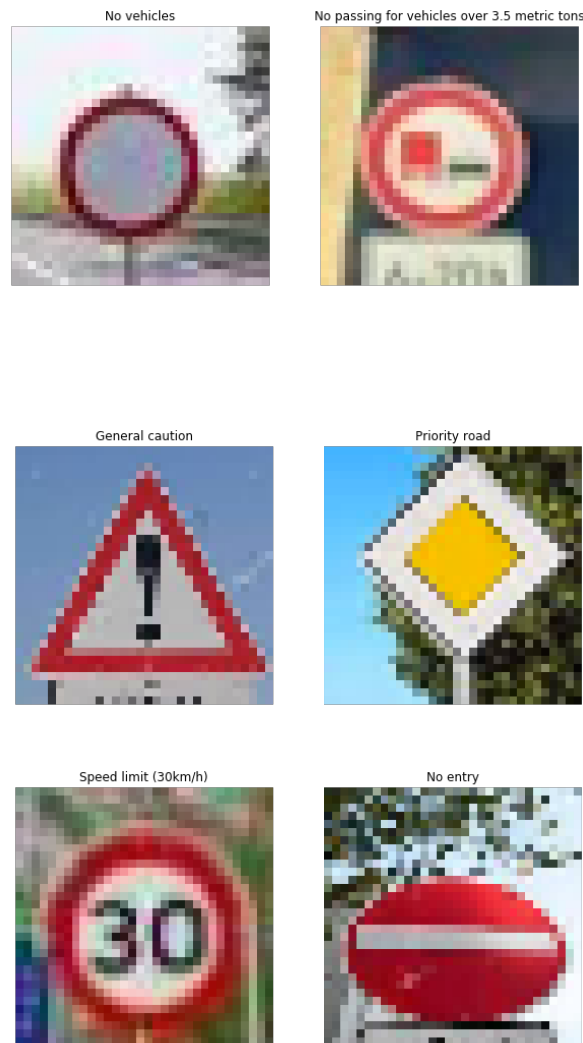 No vehicles
No passing for vehicles over 3.5 metric tons
General caution
Priority road
Speed limit (30km/h)
30
No entry